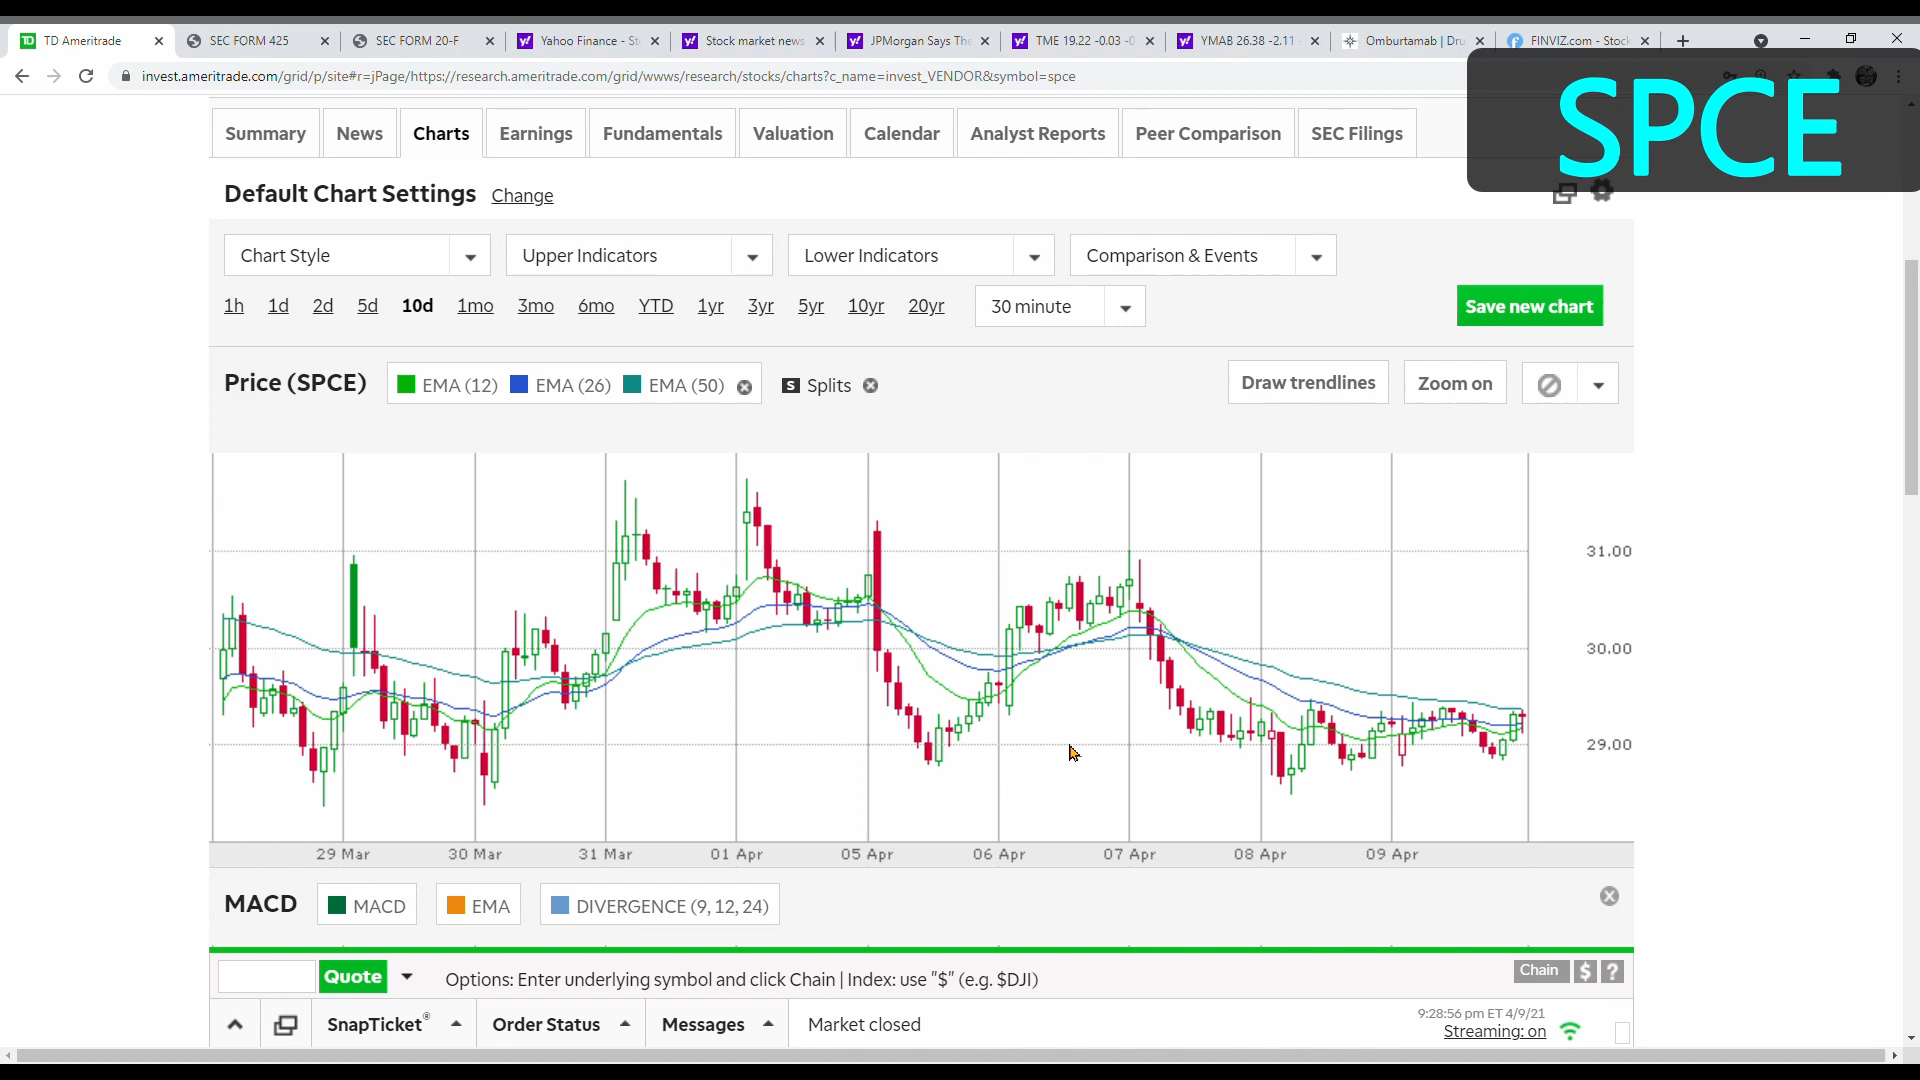 TD Ameritrade
SEC FORM 425
SEC FORM 20-F
Yahoo Finance - St
Stock market news
JPMorgan Says The
TME 19.22 -0.03 -0
YMAB 26.38 -2.11
Omburtamab | Dru
FINVIZ.com - Stock
invest.ameritrade.com/grid/p/site#r=jPage/https://research.ameritrade.com/grid/wwws/research/stocks/charts?c_name=invest_VENDOR&symbol=spce
SPCE
Summary
News
Charts
Earnings
Fundamentals
Valuation
Calendar
Analyst Reports
Peer Comparison
SEC Filings
Default Chart Settings Change
Chart Style
Upper Indicators
Lower Indicators
Comparison & Events
1h 1d 2d 5d 10d 1mo 3mo 6mo YTD 1yr 3yr 5yr 10yr 20yr
30 minute
Save new chart
Price (SPCE)
EMA (12) EMA (26) EMA (50)
S Splits
Draw trendlines
Zoom on
31.00
30.00
29.00
29 Mar 30 Mar 31 Mar 01 Apr 05 Apr 06 Apr 07 Apr 08 Apr 09 Apr
MACD
MACD
EMA
DIVERGENCE (9, 12, 24)
Quote
Options: Enter underlying symbol and click Chain | Index: use "$" (e.g. $DJI)
Chain $ ?
SnapTicket®
Order Status
Messages
Market closed
9:28:56 pm ET 4/9/21
Streaming: on